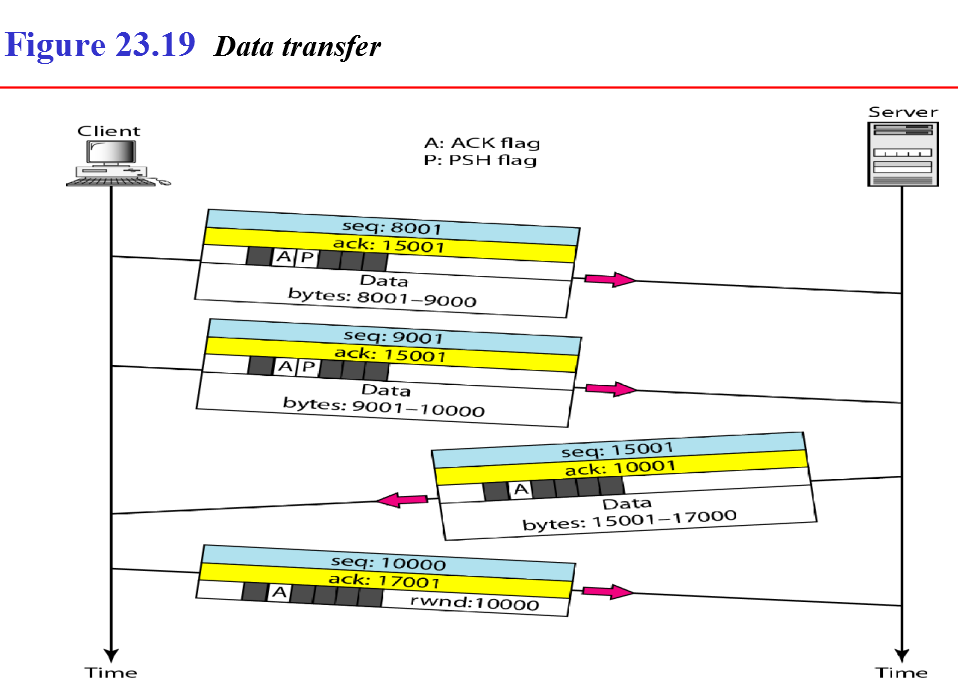 Figure 23.19 Data transfer
Server
Client
A: ACK flag
P: PSH flag
seq: 8001
ack: 15001
A P
Data
bytes: 8001–9000
seq: 9001
ack: 15001
A P
Data
bytes: 9001–10000
seq: 15001
ack: 10001
A
Data
bytes: 15001–17000
seq: 10000
ack: 17001
A
rwnd:10000
Time
Time